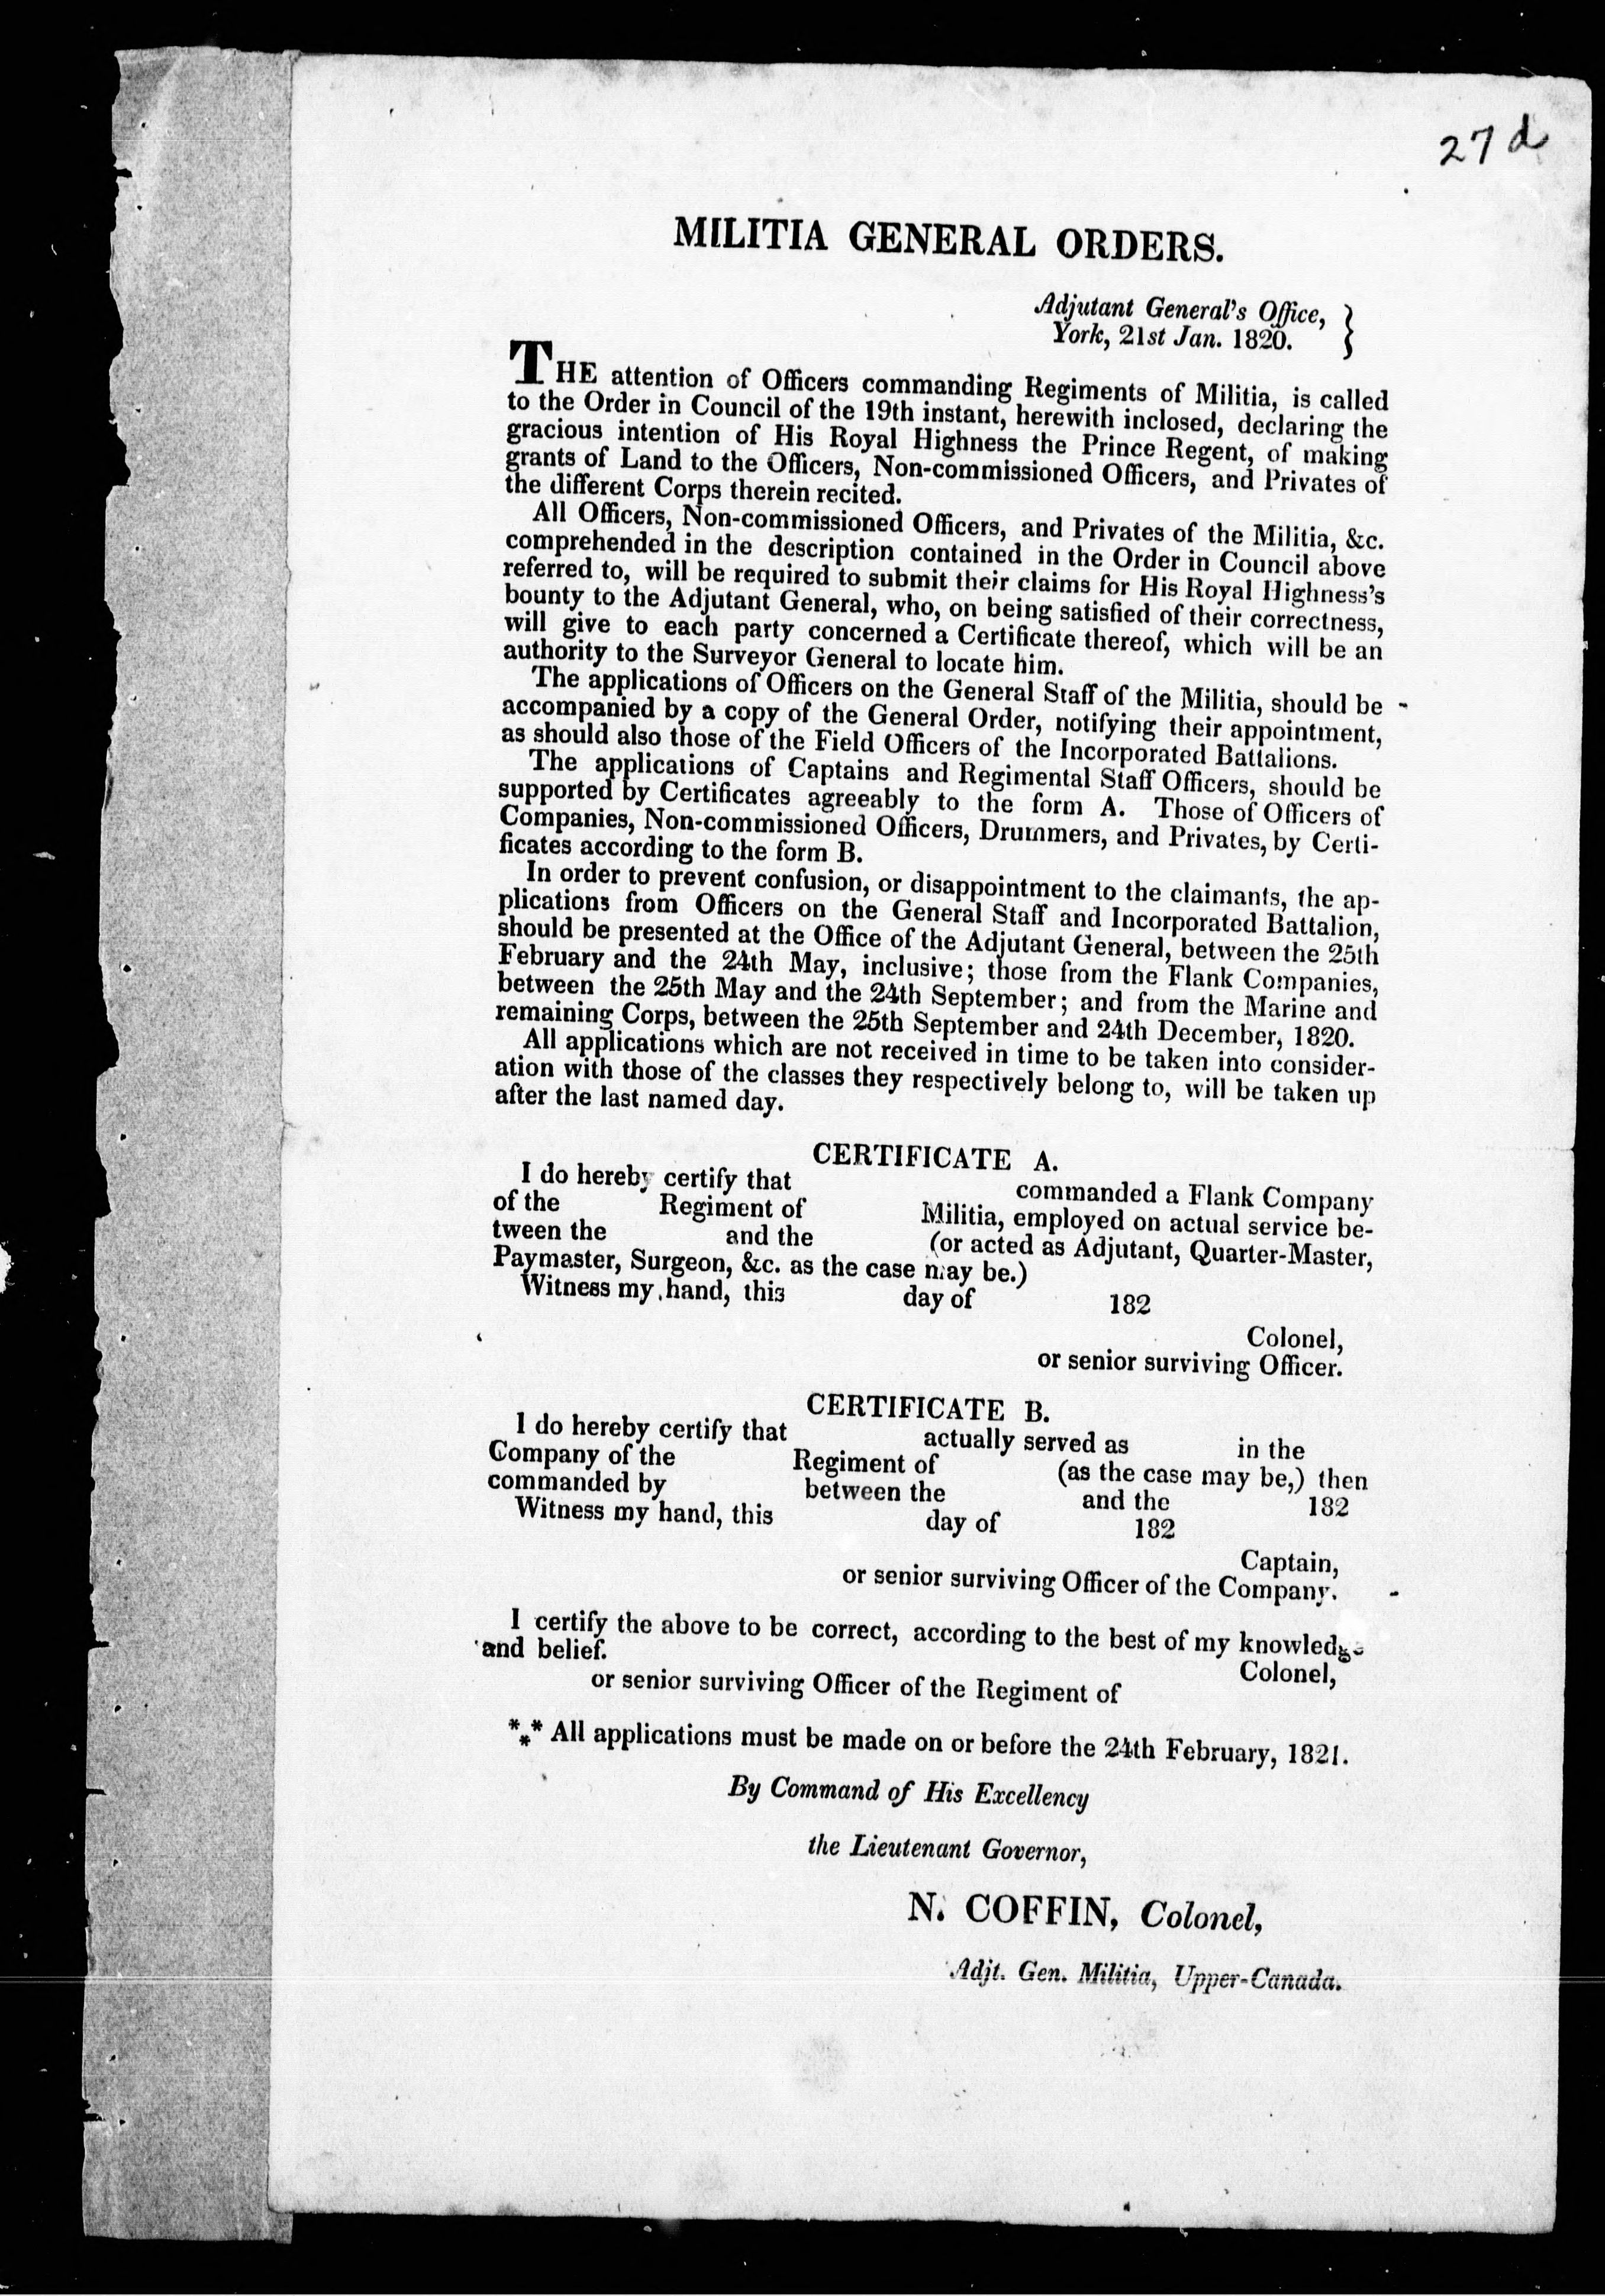 27 d
MILITIA GENERAL ORDERS.
Adjutant General's Office, }
York, 21st Jan. 1820.
THE attention of Officers commanding Regiments of Militia, is called
to the Order in Council of the 19th instant, herewith inclosed, declaring the
gracious intention of His Royal Highness the Prince Regent, of making
grants of Land to the Officers, Non-commissioned Officers, and Privates of
the different Corps therein recited.
All Officers, Non-commissioned Officers, and Privates of the Militia, &c.
comprehended in the description contained in the Order in Council above
referred to, will be required to submit their claims for His Royal Highness's
bounty to the Adjutant General, who, on being satisfied of their correctness,
will give to each party concerned a Certificate thereof, which will be an
authority to the Surveyor General to locate him.
The applications of Officers on the General Staff of the Militia, should be
accompanied by a copy of the General Order, notifying their appointment,
as should also those of the Field Officers of the Incorporated Battalions.
The applications of Captains and Regimental Staff Officers, should be
supported by Certificates agreeably to the form A. Those of Officers of
Companies, Non-commissioned Officers, Drummers, and Privates, by Certi-
ficates according to the form B.
In order to prevent confusion, or disappointment to the claimants, the ap-
plications from Officers on the General Staff and Incorporated Battalion,
should be presented at the Office of the Adjutant General, between the 25th
February and the 24th May, inclusive; those from the Flank Companies,
between the 25th May and the 24th September; and from the Marine and
remaining Corps, between the 25th September and 24th December, 1820.
All applications which are not received in time to be taken into consider-
ation with those of the classes they respectively belong to, will be taken up
after the last named day.
CERTIFICATE A.
I do hereby certify that commanded a Flank Company
of the Regiment of Militia, employed on actual service be-
tween the and the (or acted as Adjutant, Quarter-Master,
Paymaster, Surgeon, &c. as the case may be.)
Witness my hand, this day of 182
Colonel,
or senior surviving Officer.
CERTIFICATE B.
I do hereby certify that actually served as in the
Company of the Regiment of (as the case may be,) then
commanded by between the and the 182
Witness my hand, this day of 182
Captain,
or senior surviving Officer of the Company.
I certify the above to be correct, according to the best of my knowledge
and belief.
Colonel,
or senior surviving Officer of the Regiment of
*** All applications must be made on or before the 24th February, 1821.
By Command of His Excellency
the Lieutenant Governor,
N. COFFIN, Colonel,
Adjt. Gen. Militia, Upper-Canada.